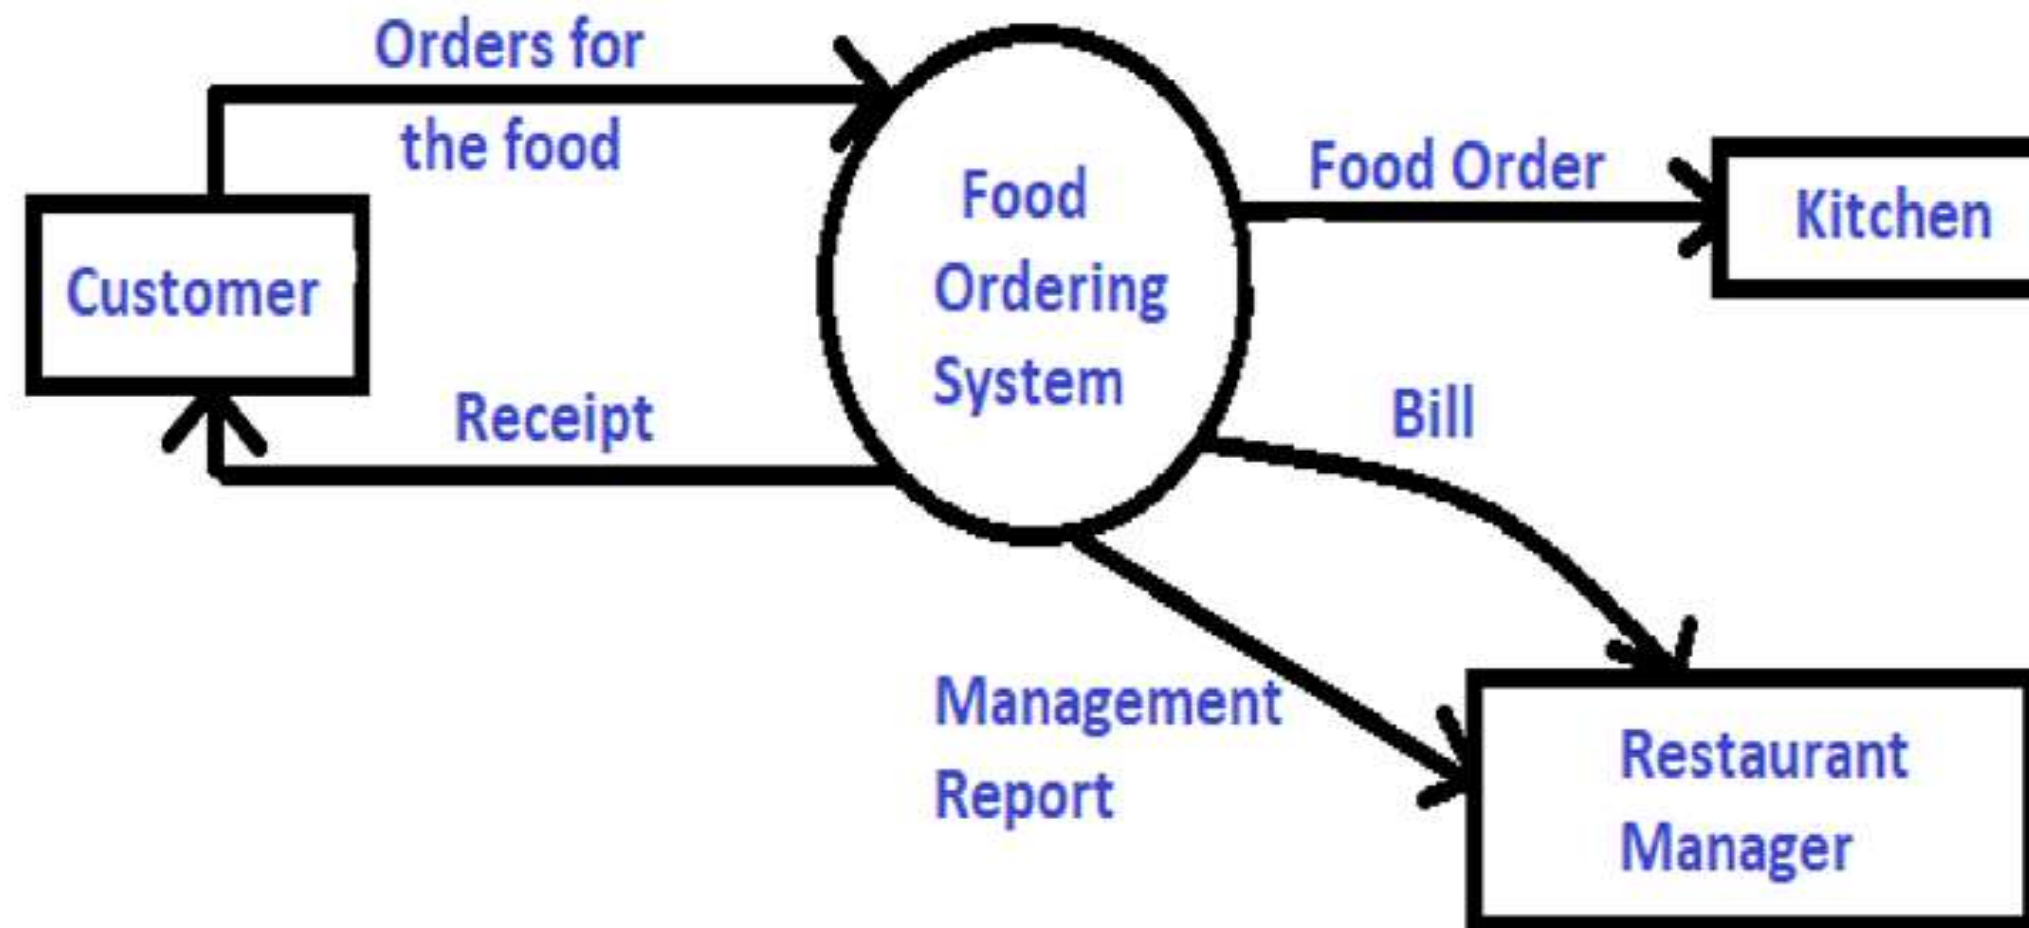 Orders for
the food
Customer
Receipt
Food
Ordering
System
Food Order
Kitchen
Bill
Management
Report
Restaurant
Manager